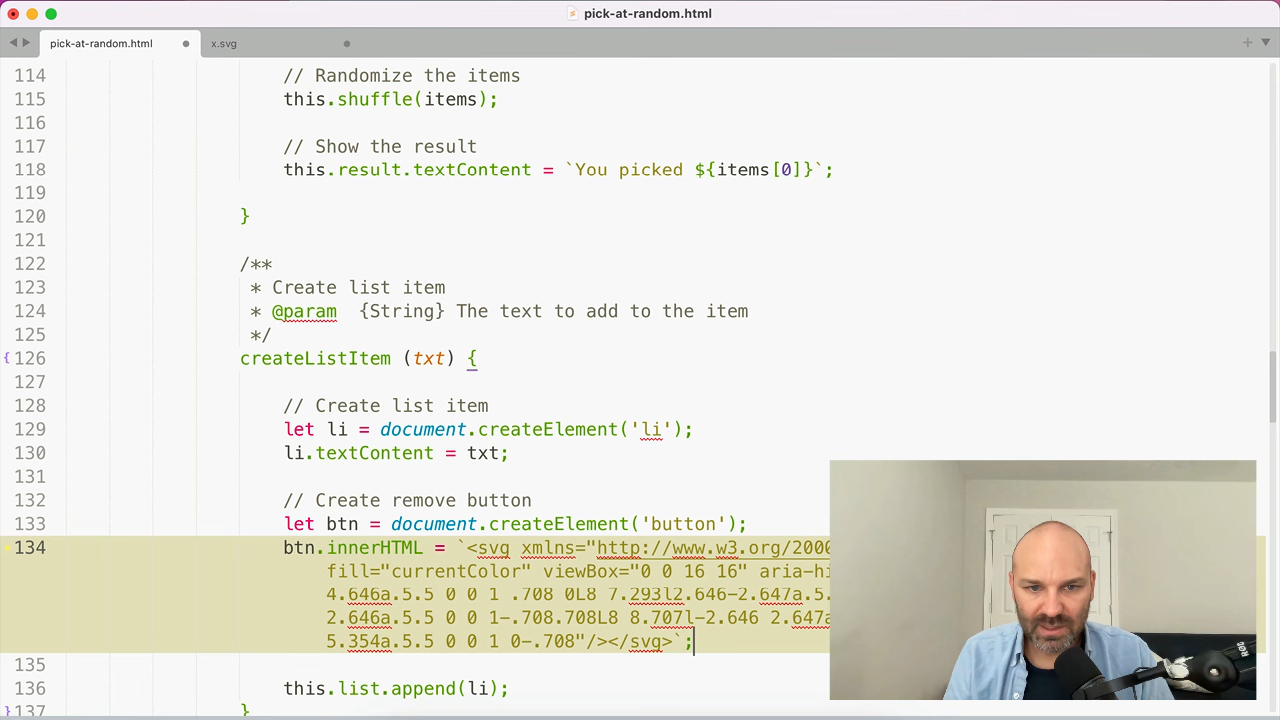 pick-at-random.html
pick-at-random.html
x.svg
114 // Randomize the items
115 this.shuffle(items);
116
117 // Show the result
118 this.result.textContent = `You picked ${items[0]}`;
119
120 }
121
122 /**
123 * Create list item
124 * @param {String} The text to add to the item
125 */
{ 126 createListItem (txt) {
127
128 // Create list item
129 let li = document.createElement('li');
130 li.textContent = txt;
131
132 // Create remove button
133 let btn = document.createElement('button');
134 btn.innerHTML = `<svg xmlns="http://www.w3.org/2000
fill="currentColor" viewBox="0 0 16 16" aria-hi
4.646a.5.5 0 0 1 .708 0L8 7.293l2.646-2.647a.5.
2.646a.5.5 0 0 1-.708.708L8 8.707l-2.646 2.647a
5.354a.5.5 0 0 1 0-.708"/></svg>`;
135
136 this.list.append(li);
} 137 }